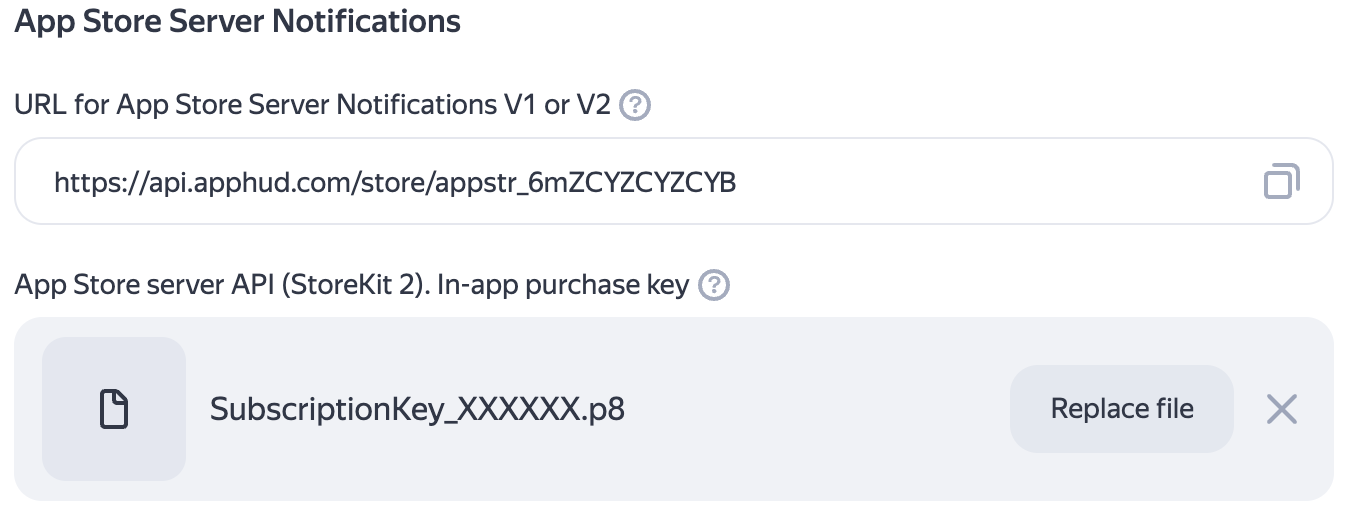 App Store Server Notifications
URL for App Store Server Notifications V1 or V2 ?
https://api.apphud.com/store/appstr_6mZCYZCYZCYB
App Store server API (StoreKit 2). In-app purchase key ?
SubscriptionKey_XXXXXX.p8
Replace file